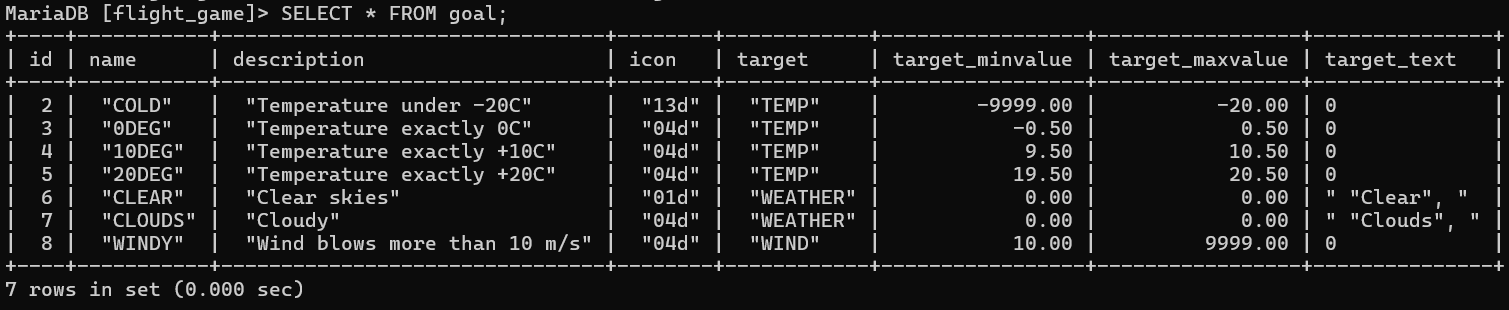 MariaDB [flight_game]> SELECT * FROM goal;
+----+-----------+---------------------------------+--------+------------+-----------------+-----------------+---------------+
| id | name      | description                     | icon   | target     | target_minvalue | target_maxvalue | target_text   |
+----+-----------+---------------------------------+--------+------------+-----------------+-----------------+---------------+
|  2 |  "COLD"   |  "Temperature under -20C"       |  "13d" |  "TEMP"    |        -9999.00 |          -20.00 | 0             |
|  3 |  "0DEG"   |  "Temperature exactly 0C"       |  "04d" |  "TEMP"    |           -0.50 |            0.50 | 0             |
|  4 |  "10DEG"  |  "Temperature exactly +10C"     |  "04d" |  "TEMP"    |            9.50 |           10.50 | 0             |
|  5 |  "20DEG"  |  "Temperature exactly +20C"     |  "04d" |  "TEMP"    |           19.50 |           20.50 | 0             |
|  6 |  "CLEAR"  |  "Clear skies"                  |  "01d" |  "WEATHER" |            0.00 |            0.00 | " "Clear", "  |
|  7 |  "CLOUDS" |  "Cloudy"                       |  "04d" |  "WEATHER" |            0.00 |            0.00 | " "Clouds", " |
|  8 |  "WINDY"  |  "Wind blows more than 10 m/s" |  "04d" |  "WIND"    |           10.00 |         9999.00 | 0             |
+----+-----------+---------------------------------+--------+------------+-----------------+-----------------+---------------+
7 rows in set (0.000 sec)